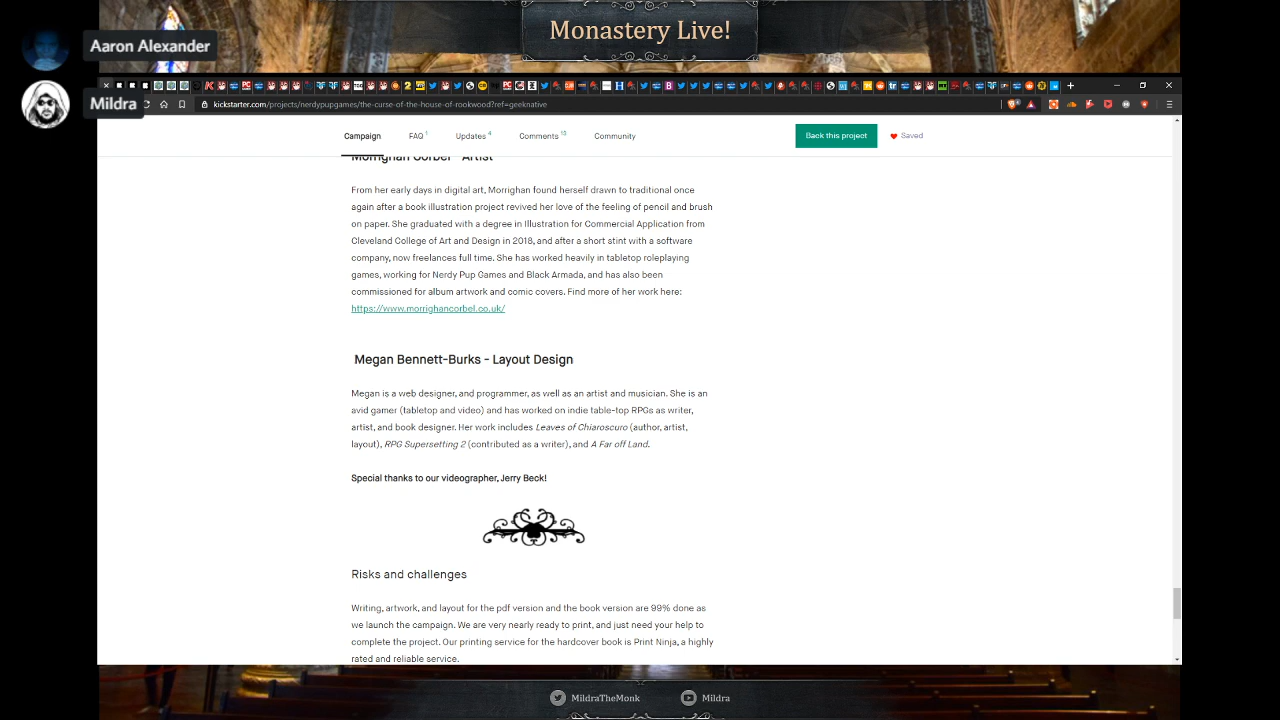 Monastery Live!
Aaron Alexander
Mildra
kickstarter.com/projects/nerdypupgames/the-curse-of-the-house-of-rookwood?ref=geeknative
Campaign FAQ 1 Updates 4 Comments 13 Community Back this project Saved
Morrighan Corbel - Artist
From her early days in digital art, Morrighan found herself drawn to traditional once
again after a book illustration project revived her love of the feeling of pencil and brush
on paper. She graduated with a degree in Illustration for Commercial Application from
Cleveland College of Art and Design in 2018, and after a short stint with a software
company, now freelances full time. She has worked heavily in tabletop roleplaying
games, working for Nerdy Pup Games and Black Armada, and has also been
commissioned for album artwork and comic covers. Find more of her work here:
https://www.morrighancorbel.co.uk/
Megan Bennett-Burks - Layout Design
Megan is a web designer, and programmer, as well as an artist and musician. She is an
avid gamer (tabletop and video) and has worked on indie table-top RPGs as writer,
artist, and book designer. Her work includes Leaves of Chiaroscuro (author, artist,
layout), RPG Supersetting 2 (contributed as a writer), and A Far off Land.
Special thanks to our videographer, Jerry Beck!
Risks and challenges
Writing, artwork, and layout for the pdf version and the book version are 99% done as
we launch the campaign. We are very nearly ready to print, and just need your help to
complete the project. Our printing service for the hardcover book is Print Ninja, a highly
rated and reliable service.
MildraTheMonk Mildra